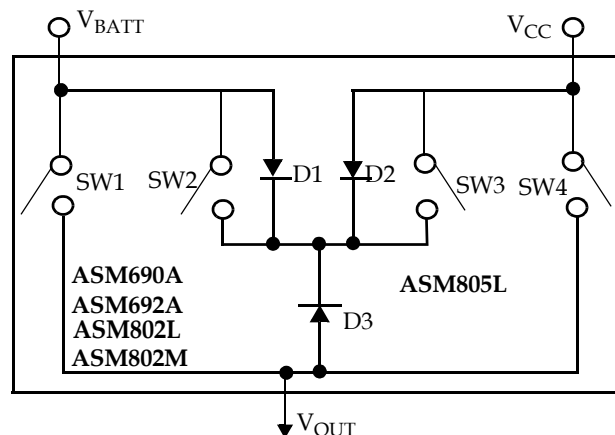 VBATT
VCC
SW1
SW2
D1
D2
SW3
SW4
ASM690A
ASM692A
ASM802L
ASM802M
ASM805L
D3
VOUT